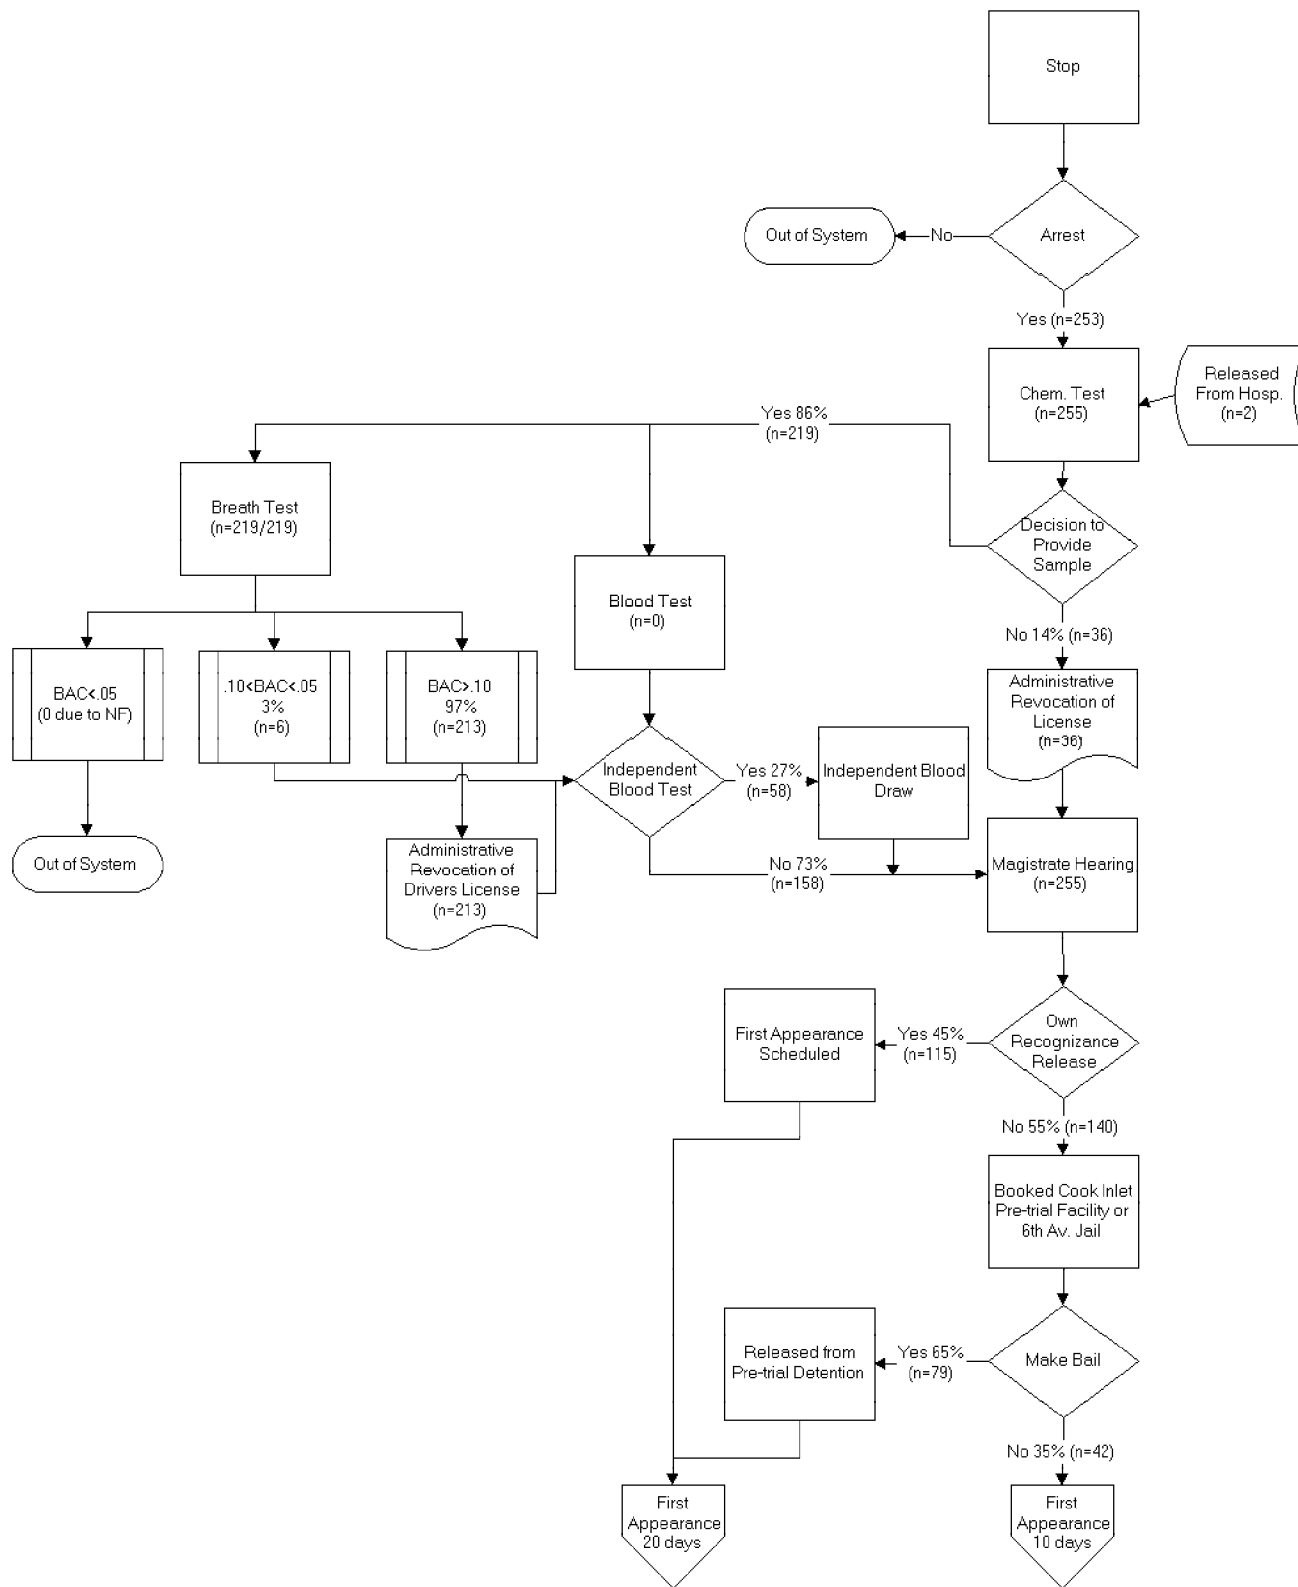 Stop
Arrest
No
Out of System
Yes (n=253)
Chem. Test
(n=255)
Released
From Hosp.
(n=2)
Yes 86%
(n=219)
Decision to
Provide
Sample
Breath Test
(n=219/219)
Blood Test
(n=0)
No 14% (n=36)
BAC<.05
(0 due to NF)
.10<BAC<.05
3%
(n=6)
BAC>.10
97%
(n=213)
Administrative
Revocation of
License
(n=36)
Independent
Blood Test
Yes 27%
(n=58)
Independent Blood
Draw
Out of System
Administrative
Revocation of
Drivers License
(n=213)
No 73%
(n=158)
Magistrate Hearing
(n=255)
First Appearance
Scheduled
Yes 45%
(n=115)
Own
Recognizance
Release
No 55% (n=140)
Booked Cook Inlet
Pre-trial Facility or
6th Av. Jail
Released from
Pre-trial Detention
Yes 65%
(n=79)
Make Bail
No 35% (n=42)
First
Appearance
20 days
First
Appearance
10 days